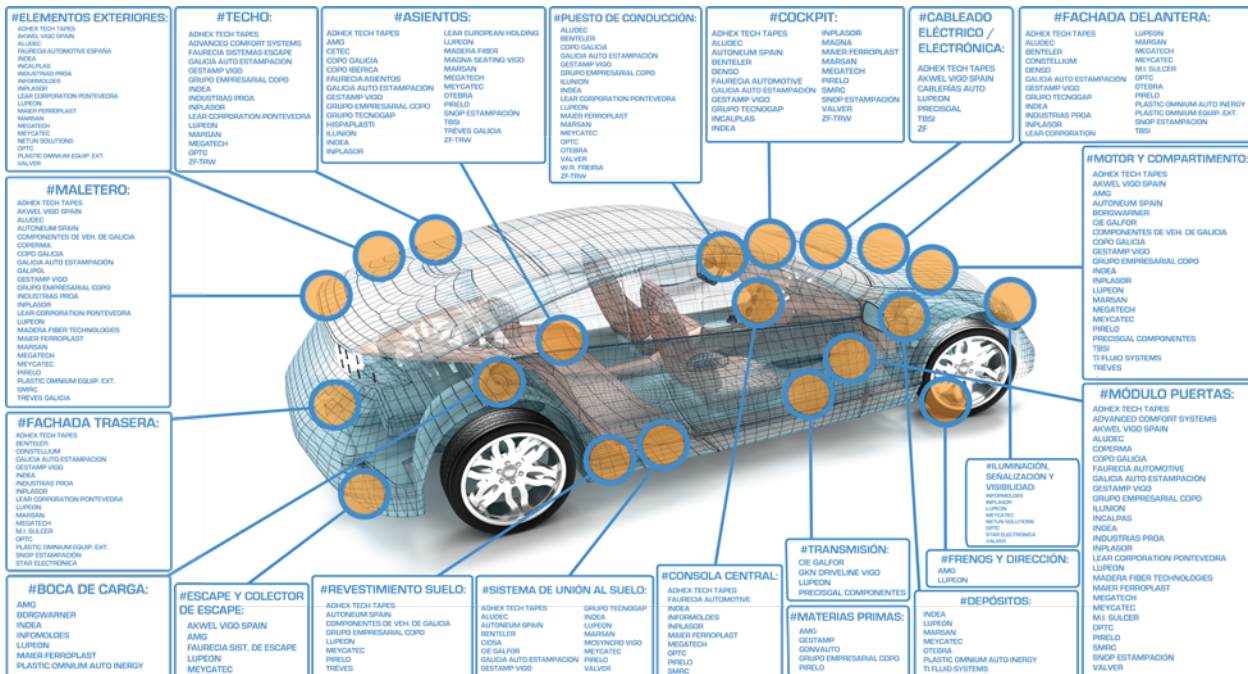 #ELEMENTOS EXTERIORES:
ADHEX TECH TAPES
AKWEL VIGO SPAIN
ALUDEC
FAURECIA AUTOMOTIVE ESPAÑA
INDEA
INCALPLAS
INDUSTRIAS PROA
INFORMOLDES
INPLASOR
LEAR CORPORATION PONTEVEDRA
LUPEON
MAIER FERROPLAST
MARSAN
MEGATECH
MEYCATEC
NETUN SOLUTIONS
OPTC
PLASTIC OMNIUM EQUIP. EXT.
VALVER
#TECHO:
ADHEX TECH TAPES
ADVANCED COMFORT SYSTEMS
FAURECIA SISTEMAS ESCAPE
GALICIA AUTO ESTAMPACIÓN
GESTAMP VIGO
GRUPO EMPRESARIAL COPO
INDEA
INDUSTRIAS PROA
INPLASOR
LEAR CORPORATION PONTEVEDRA
LUPEON
MARSAN
MEGATECH
OPTC
ZF-TRW
#ASIENTOS:
ADHEX TECH TAPES
AMG
CETEC
COPO GALICIA
COPO IBERICA
FAURECIA ASIENTOS
GALICIA AUTO ESTAMPACIÓN
GESTAMP VIGO
GRUPO EMPRESARIAL COPO
GRUPO TECNOGAP
HISPAPLASTI
ILUNION
INDEA
INPLASOR
LEAR EUROPEAN HOLDING
LUPEON
MADERA FIBER
MAGNA SEATING VIGO
MARSAN
MEGATECH
MEYCATEC
OTEBRA
PIRELO
SNOP ESTAMPACIÓN
TBSI
TRÈVES GALICIA
ZF-TRW
#PUESTO DE CONDUCCIÓN:
ALUDEC
BENTELER
COPO GALICIA
GALICIA AUTO ESTAMPACIÓN
GESTAMP VIGO
GRUPO EMPRESARIAL COPO
ILUNION
INDEA
LEAR CORPORATION PONTEVEDRA
LUPEON
MAIER FERROPLAST
MARSAN
MEYCATEC
OPTC
OTEBRA
VALVER
W.R. FREIRIA
ZF-TRW
#COCKPIT:
ADHEX TECH TAPES
ALUDEC
AUTONEUM SPAIN
BENTELER
DENSO
FAURECIA AUTOMOTIVE
GALICIA AUTO ESTAMPACIÓN
GESTAMP VIGO
GRUPO TECNOGAP
INCALPLAS
INDEA
INPLASOR
MAGNA
MAIER FERROPLAST
MARSAN
MEGATECH
PIRELO
SMRC
SNOP ESTAMPACIÓN
VALVER
ZF-TRW
#CABLEADO
ELÉCTRICO /
ELECTRÓNICA:
ADHEX TECH TAPES
AKWEL VIGO SPAIN
CABLERÍAS AUTO
LUPEON
PRECISGAL
TBSI
ZF
#FACHADA DELANTERA:
ADHEX TECH TAPES
ALUDEC
BENTELER
CONSTELLIUM
DENSO
GALICIA AUTO ESTAMPACIÓN
GESTAMP VIGO
GRUPO TECNOGAP
INDEA
INDUSTRIAS PROA
INPLASOR
LEAR CORPORATION
LUPEON
MARSAN
MEGATECH
MEYCATEC
M.I. SULCER
OPTC
OTEBRA
PIRELO
PLASTIC OMNIUM AUTO INERGY
PLASTIC OMNIUM EQUIP. EXT.
SNOP ESTAMPACIÓN
TBSI
#MALETERO:
ADHEX TECH TAPES
AKWEL VIGO SPAIN
ALUDEC
AUTONEUM SPAIN
COMPONENTES DE VEH. DE GALICIA
COPERMA
COPO GALICIA
GALICIA AUTO ESTAMPACIÓN
GALIPOL
GESTAMP VIGO
GRUPO EMPRESARIAL COPO
INDUSTRIAS PROA
INPLASOR
LEAR CORPORATION PONTEVEDRA
LUPEON
MADERA FIBER TECHNOLOGIES
MAIER FERROPLAST
MARSAN
MEGATECH
MEYCATEC
PIRELO
PLASTIC OMNIUM EQUIP. EXT.
SMRC
TRÈVES GALICIA
#MOTOR Y COMPARTIMENTO:
ADHEX TECH TAPES
AKWEL VIGO SPAIN
AMG
AUTONEUM SPAIN
BORGWARNER
CIE GALFOR
COMPONENTES DE VEH. DE GALICIA
COPO GALICIA
GESTAMP VIGO
GRUPO EMPRESARIAL COPO
INDEA
INPLASOR
LUPEON
MARSAN
MEGATECH
MEYCATEC
PIRELO
PRECISGAL COMPONENTES
TBSI
TI FLUID SYSTEMS
TRÈVES
#FACHADA TRASERA:
ADHEX TECH TAPES
BENTELER
CONSTELLIUM
GALICIA AUTO ESTAMPACIÓN
GESTAMP VIGO
INDEA
INDUSTRIAS PROA
INPLASOR
LEAR CORPORATION PONTEVEDRA
LUPEON
MARSAN
MEGATECH
M.I. SULCER
OPTC
PLASTIC OMNIUM EQUIP. EXT.
SNOP ESTAMPACIÓN
STAR ELECTRÓNICA
#MÓDULO PUERTAS:
ADHEX TECH TAPES
ADVANCED COMFORT SYSTEMS
AKWEL VIGO SPAIN
ALUDEC
COPERMA
COPO GALICIA
FAURECIA AUTOMOTIVE
GALICIA AUTO ESTAMPACIÓN
GESTAMP VIGO
GRUPO EMPRESARIAL COPO
ILUNION
INCALPAS
INDEA
INDUSTRIAS PROA
INPLASOR
LEAR CORPORATION PONTEVEDRA
LUPEON
MADERA FIBER TECHNOLOGIES
MAIER FERROPLAST
MEGATECH
MEYCATEC
M.I. SULCER
OPTC
PIRELO
SMRC
SNOP ESTAMPACIÓN
VALVER
#ILUMINACIÓN,
SEÑALIZACIÓN Y
VISIBILIDAD:
INFORMOLDES
INPLASOR
LUPEON
MEYCATEC
NETUN SOLUTIONS
OPTC
STAR ELECTRÓNICA
VALVER
#BOCA DE CARGA:
AMG
BORGWARNER
INDEA
INFOMOLDES
LUPEON
MAIER FERROPLAST
PLASTIC OMNIUM AUTO INERGY
#ESCAPE Y COLECTOR
DE ESCAPE:
AKWEL VIGO SPAIN
AMG
FAURECIA SIST. DE ESCAPE
LUPEON
MEYCATEC
#REVESTIMIENTO SUELO:
ADHEX TECH TAPES
AUTONEUM SPAIN
COMPONENTES DE VEH. DE GALICIA
GRUPO EMPRESARIAL COPO
LUPEON
MEYCATEC
PIRELO
TRÈVES
#SISTEMA DE UNIÓN AL SUELO:
ADHEX TECH TAPES
ALUDEC
AUTONEUM SPAIN
BENTELER
CIDSA
CIE GALFOR
GALICIA AUTO ESTAMPACIÓN
GESTAMP VIGO
GRUPO TECNOGAP
INDEA
LUPEON
MARSAN
MCSYNCRO VIGO
MEYCATEC
PIRELO
VALVER
#CONSOLA CENTRAL:
ADHEX TECH TAPES
FAURECIA AUTOMOTIVE
INDEA
INFORMOLDES
INPLASOR
MAIER FERROPLAST
MEGATECH
OPTC
PIRELO
SMRC
#TRANSMISIÓN:
CIE GALFOR
GKN DRIVELINE VIGO
LUPEON
PRECISGAL COMPONENTES
#MATERIAS PRIMAS:
AMG
GESTAMP
GONVAUTO
GRUPO EMPRESARIAL COPO
PIRELO
#FRENOS Y DIRECCIÓN:
AMG
LUPEON
#DEPÓSITOS:
INDEA
LUPEON
MARSAN
MEYCATEC
OTEBRA
PLASTIC OMNIUM AUTO INERGY
TI FLUID SYSTEMS